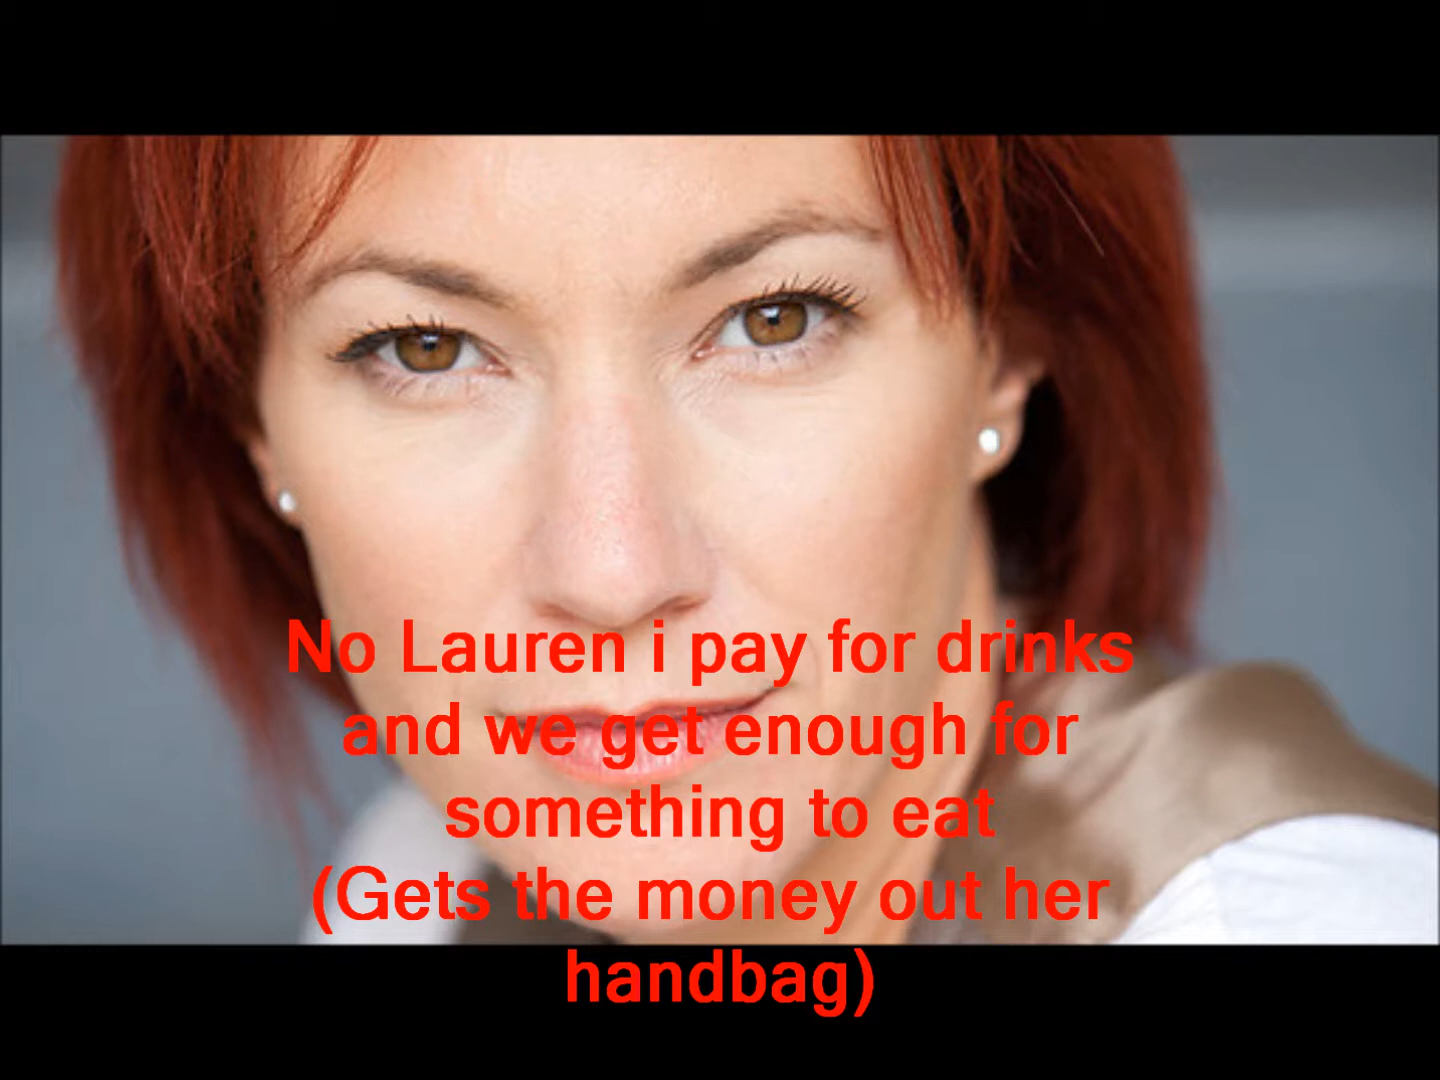 No Lauren i pay for drinks
and we get enough for
something to eat
(Gets the money out her
handbag)